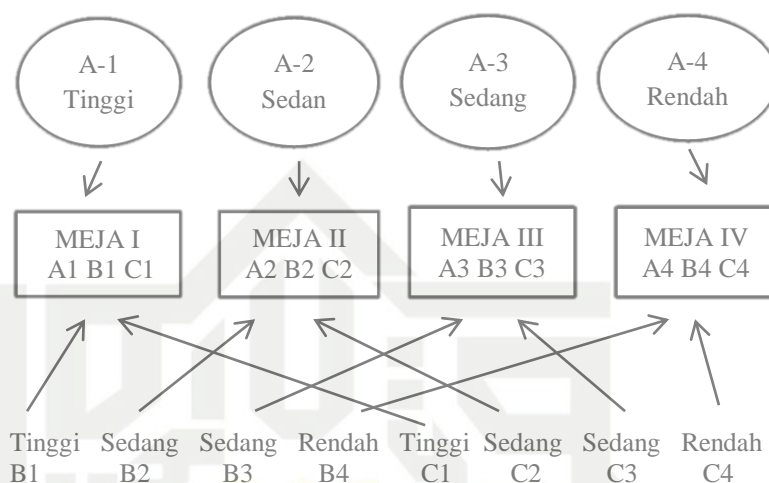 A-1
Tinggi
A-2
Sedan
A-3
Sedang
A-4
Rendah
MEJA I
A1 B1 C1
MEJA II
A2 B2 C2
MEJA III
A3 B3 C3
MEJA IV
A4 B4 C4
Tinggi Sedang Sedang Rendah Tinggi Sedang Sedang Rendah
B1 B2 B3 B4 C1 C2 C3 C4